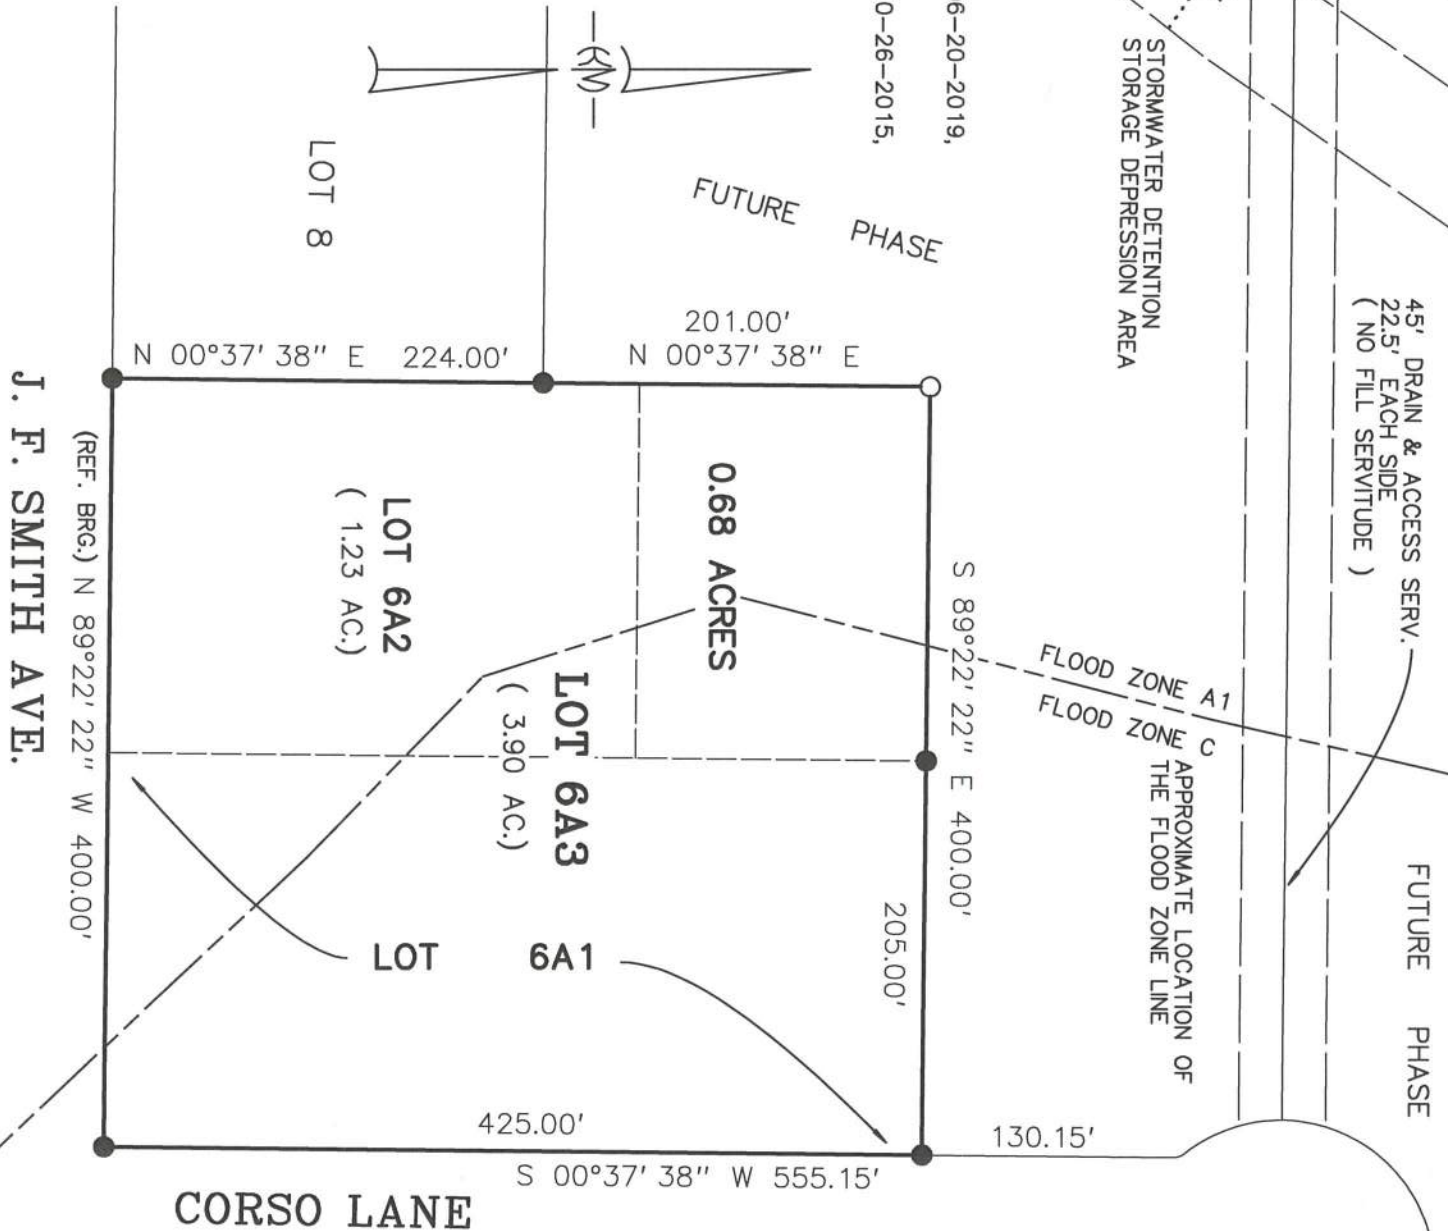 6-20-2019,
0-26-2015,
STORMWATER DETENTION
STORAGE DEPRESSION AREA
KM
LOT 8
FUTURE PHASE
45' DRAIN & ACCESS SERV.
22.5' EACH SIDE
( NO FILL SERVITUDE )
N 00°37' 38" E 224.00'
201.00'
N 00°37' 38" E
J. F. SMITH AVE.
(REF. BRG.) N 89°22' 22" W 400.00'
LOT 6A2
( 1.23 AC.)
0.68 ACRES
S 89°22' 22" E 400.00'
FLOOD ZONE A1
FLOOD ZONE C
APPROXIMATE LOCATION OF
THE FLOOD ZONE LINE
LOT 6A3
( 3.90 AC.)
FUTURE PHASE
205.00'
LOT 6A1
425.00'
130.15'
S 00°37' 38" W 555.15'
CORSO LANE